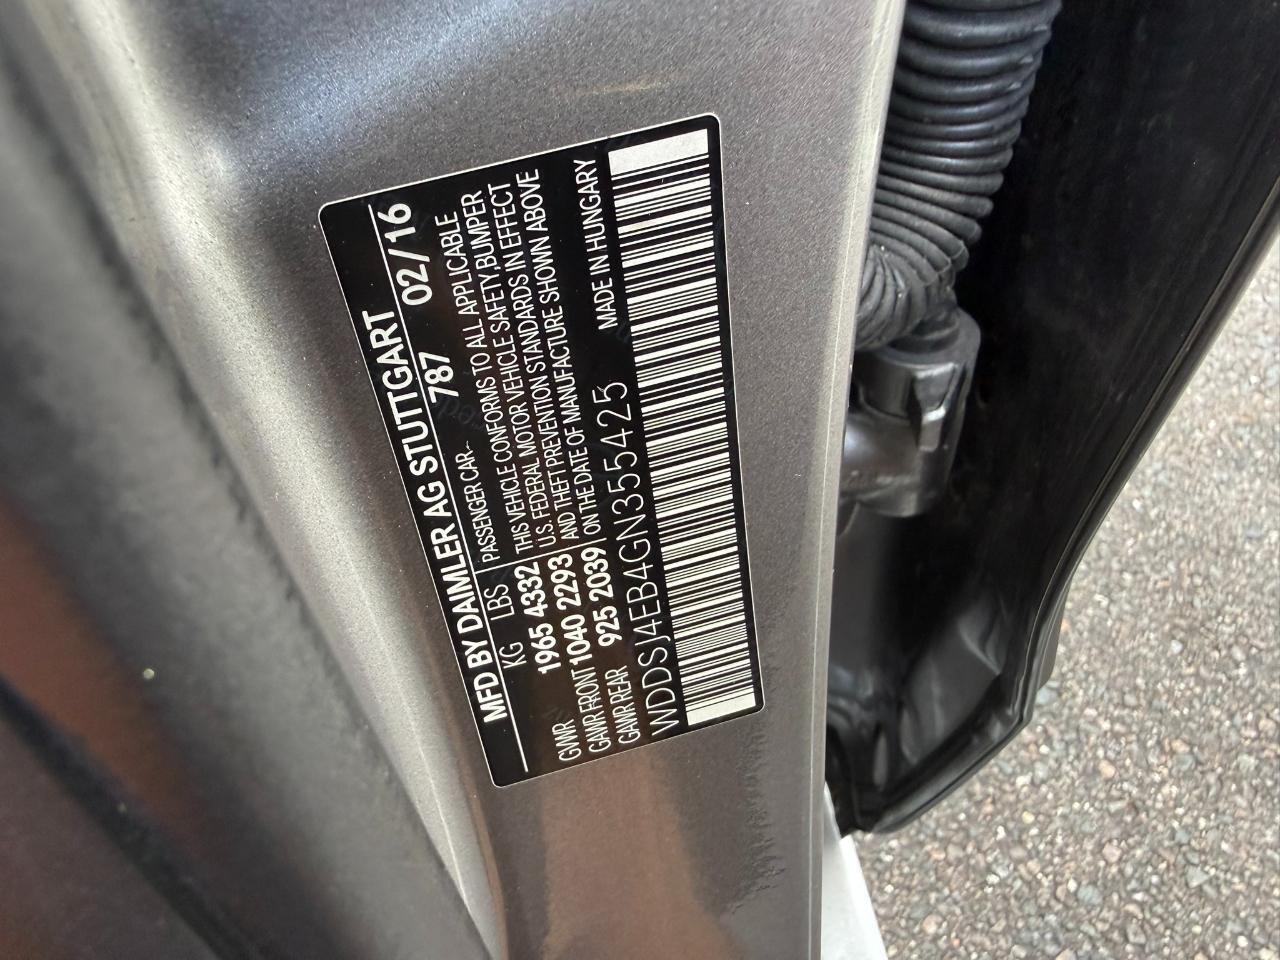 MFD BY DAIMLER AG STUTTGART 02/16
KG LBS PASSENGER CAR- 787
GVWR 1965 4332
GAWR FRONT 1040 2293
GAWR REAR 925 2039
THIS VEHICLE CONFORMS TO ALL APPLICABLE
U.S. FEDERAL MOTOR VEHICLE SAFETY,BUMPER
AND THEFT PREVENTION STANDARDS IN EFFECT
ON THE DATE OF MANUFACTURE SHOWN ABOVE
WDDSJ4EB4GN355425 MADE IN HUNGARY